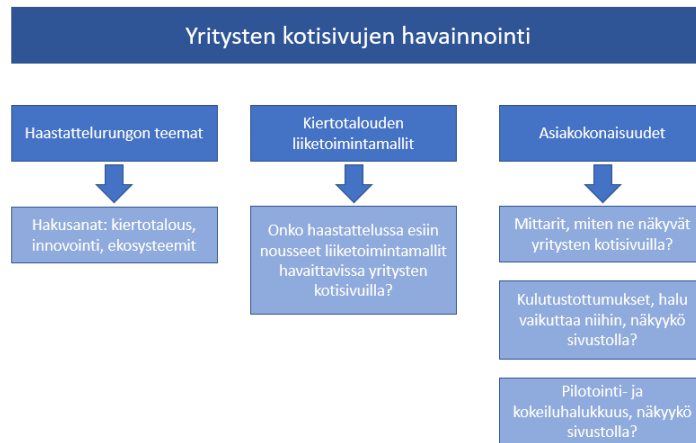 Yritysten kotisivujen havainnointi
Haastattelurungon teemat
Hakusanat: kiertotalous,
innovointi, ekosysteemit
Kiertotalouden
liiketoimintamallit
Onko haastattelussa esiin
nousseet liiketoimintamallit
havaittavissa yritysten
kotisivuilla?
Asiakokonaisuudet
Mittarit, miten ne näkyvät
yritysten kotisivuilla?
Kulutustottumukset, halu
vaikuttaa niihin, näkyykö
sivustolla?
Pilotointi- ja
kokeiluhalukkuus, näkyykö
sivustolla?